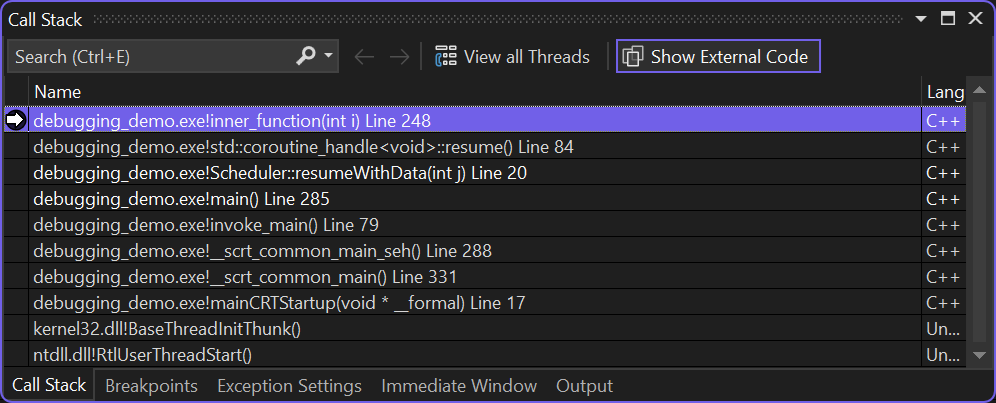 Call Stack
Search (Ctrl+E) View all Threads Show External Code
Name Lang
debugging_demo.exe!inner_function(int i) Line 248 C++
debugging_demo.exe!std::coroutine_handle<void>::resume() Line 84 C++
debugging_demo.exe!Scheduler::resumeWithData(int j) Line 20 C++
debugging_demo.exe!main() Line 285 C++
debugging_demo.exe!invoke_main() Line 79 C++
debugging_demo.exe!__scrt_common_main_seh() Line 288 C++
debugging_demo.exe!__scrt_common_main() Line 331 C++
debugging_demo.exe!mainCRTStartup(void * __formal) Line 17 C++
kernel32.dll!BaseThreadInitThunk() Un...
ntdll.dll!RtlUserThreadStart() Un...
Call Stack Breakpoints Exception Settings Immediate Window Output